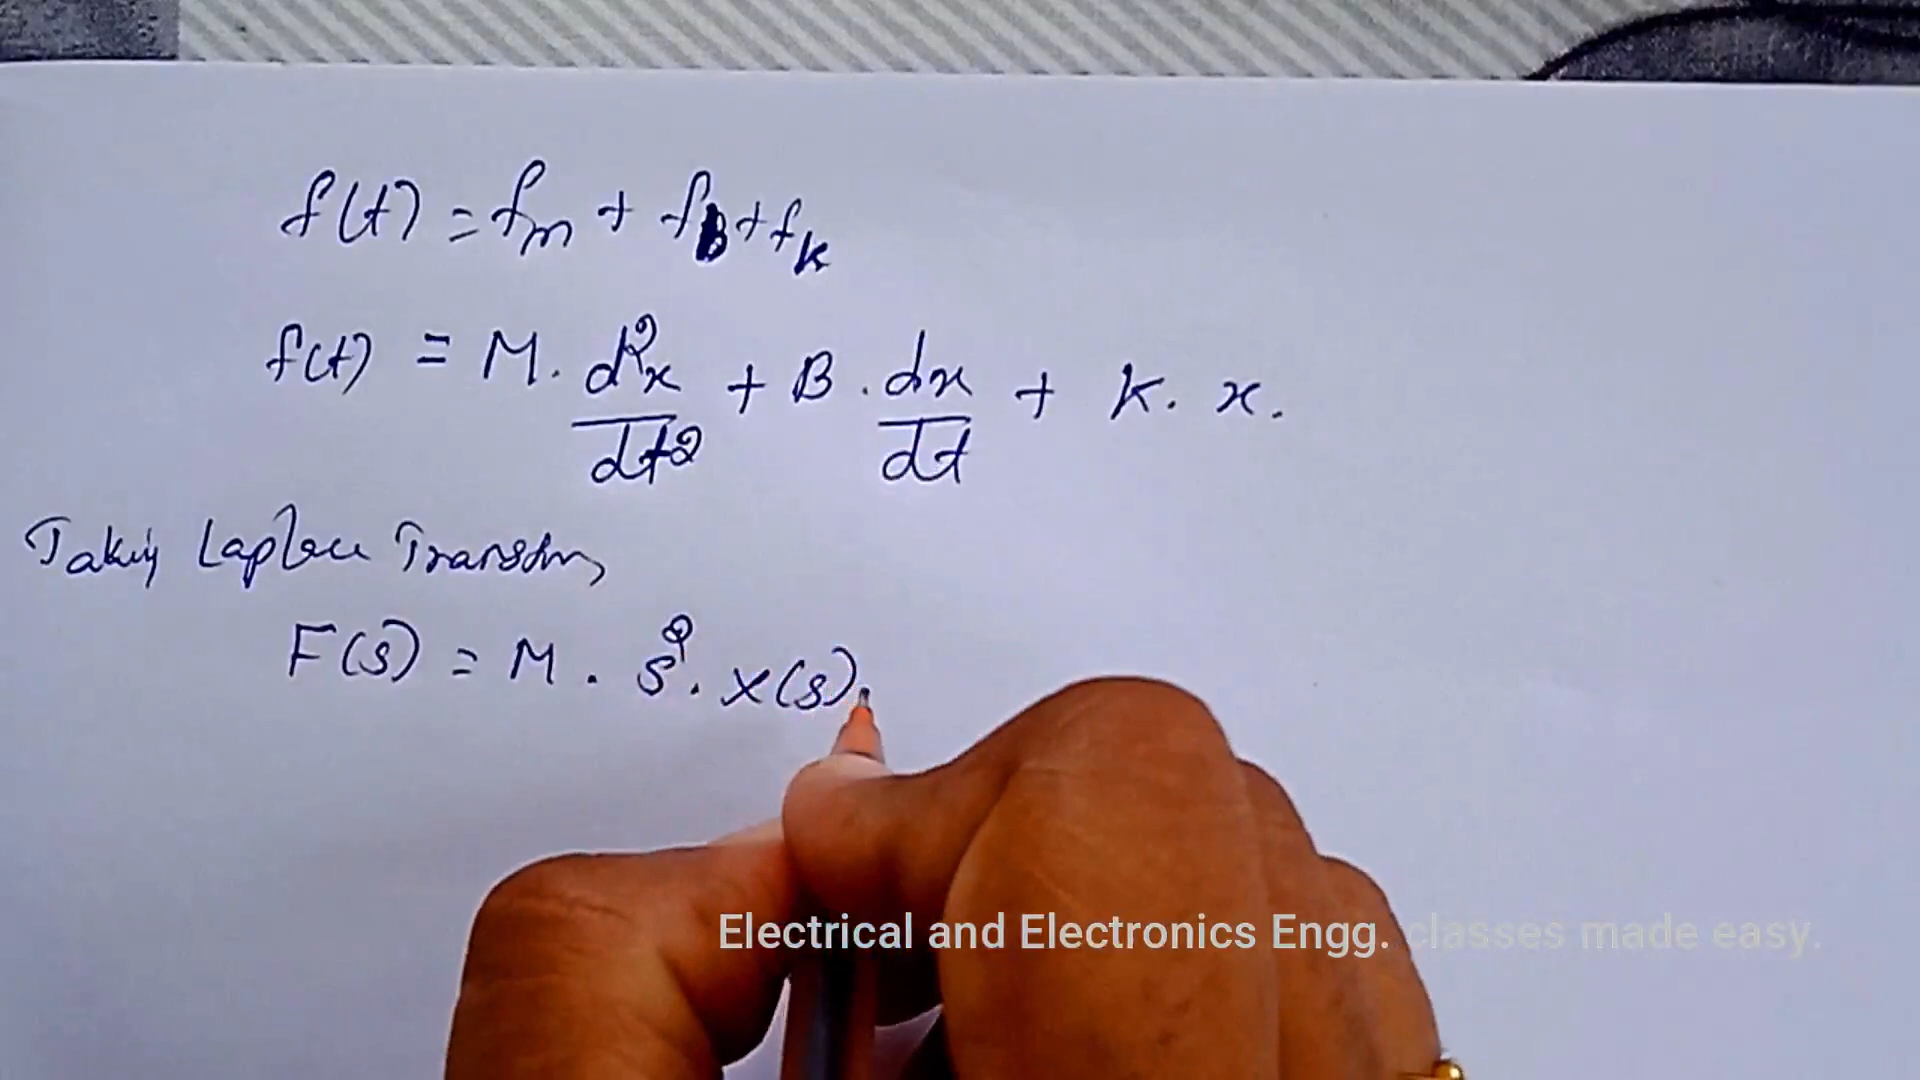 f(t) = fm + fB + fK
f(t) = M. d²x/dt² + B. dx/dt + K. x.
Taking Laplace Transform
F(s) = M. s². X(s).
Electrical and Electronics Engg. classes made easy.